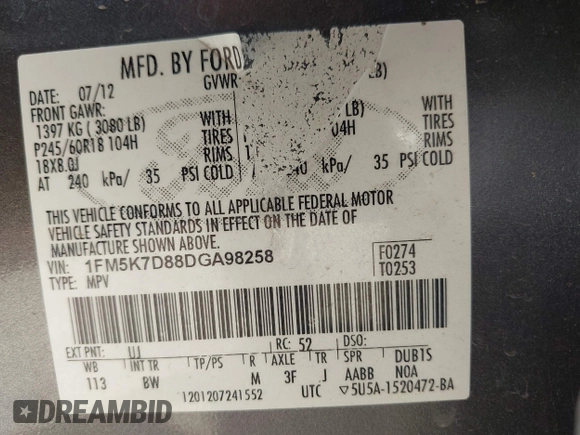 MFD. BY FORD
DATE: 07/12 GVWR:
FRONT GAWR: LB)
1397 KG ( 3080 LB) WITH LB) WITH
P245/60R18 104H TIRES 04H TIRES
18X8.0J RIMS RIMS
AT 240 kPa/ 35 PSI COLD kPa/ 35 PSI COLD
THIS VEHICLE CONFORMS TO ALL APPLICABLE FEDERAL MOTOR
VEHICLE SAFETY STANDARDS IN EFFECT ON THE DATE OF
MANUFACTURE SHOWN ABOVE.
VIN: 1FM5K7D88DGA98258 F0274
TYPE: MPV T0253
EXT PNT: UJ RC: 52 DSO:
WB INT TR TP/PS R AXLE TR SPR DUB1S
113 BW M 3F J AABB N0A
1201207241552 UTC ▽5U5A-1520472-BA
DREAMBID